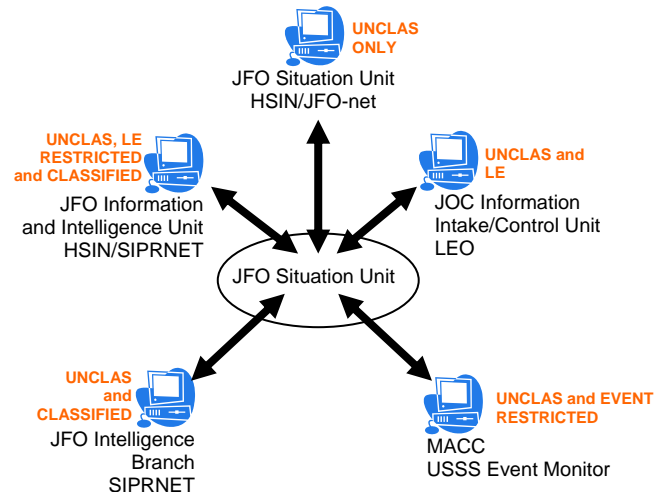 UNCLAS
ONLY
JFO Situation Unit
HSIN/JFO-net
UNCLAS, LE
RESTRICTED
and CLASSIFIED
JFO Information
and Intelligence Unit
HSIN/SIPRNET
UNCLAS and
LE
JOC Information
Intake/Control Unit
LEO
JFO Situation Unit
UNCLAS
and
CLASSIFIED
JFO Intelligence
Branch
SIPRNET
UNCLAS and EVENT
RESTRICTED
MACC
USSS Event Monitor